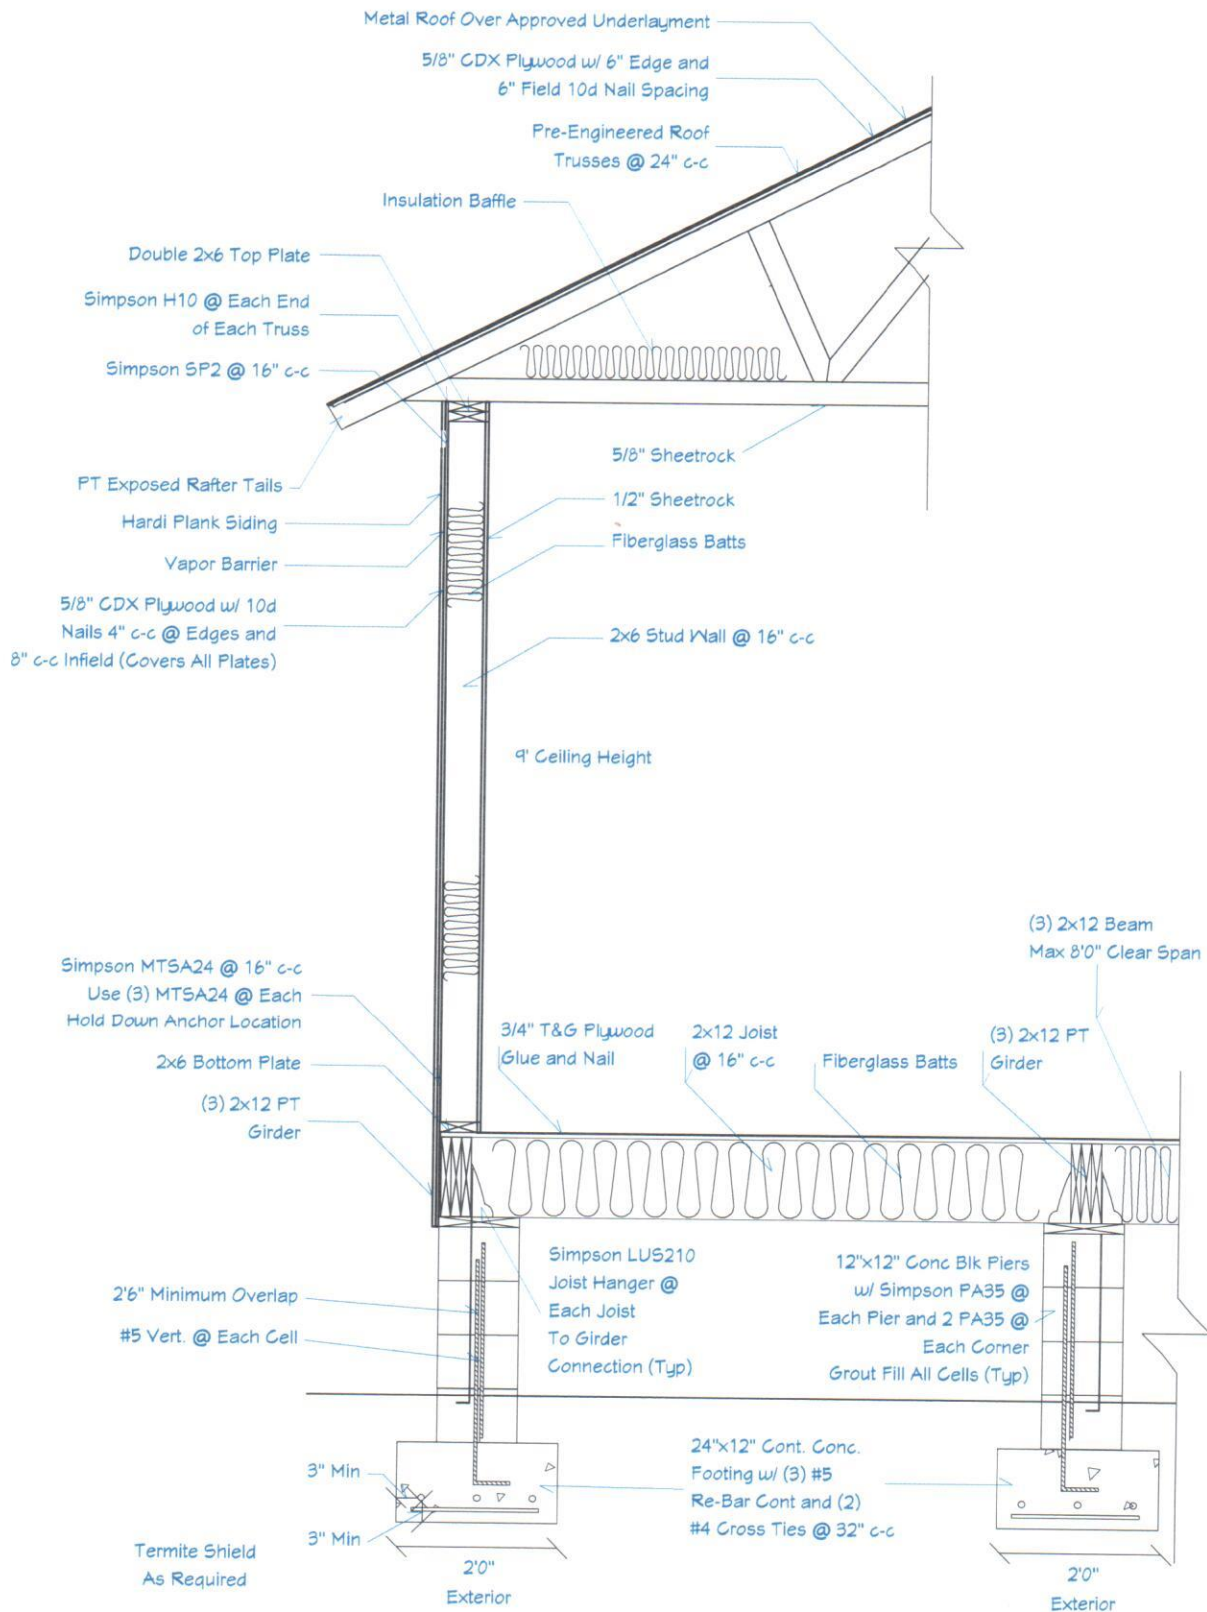 Metal Roof Over Approved Underlayment
5/8" CDX Plywood w/ 6" Edge and
6" Field 10d Nail Spacing
Pre-Engineered Roof
Trusses @ 24" c-c
Insulation Baffle
Double 2x6 Top Plate
Simpson H10 @ Each End
of Each Truss
Simpson SP2 @ 16" c-c
PT Exposed Rafter Tails
Hardi Plank Siding
Vapor Barrier
5/8" CDX Plywood w/ 10d
Nails 4" c-c @ Edges and
8" c-c Infield (Covers All Plates)
5/8" Sheetrock
1/2" Sheetrock
Fiberglass Batts
2x6 Stud Wall @ 16" c-c
9' Ceiling Height
Simpson MTSA24 @ 16" c-c
Use (3) MTSA24 @ Each
Hold Down Anchor Location
2x6 Bottom Plate
(3) 2x12 PT
Girder
3/4" T&G Plywood
Glue and Nail
2x12 Joist
@ 16" c-c
Fiberglass Batts
(3) 2x12 PT
Girder
(3) 2x12 Beam
Max 8'0" Clear Span
2'6" Minimum Overlap
#5 Vert. @ Each Cell
Simpson LUS210
Joist Hanger @
Each Joist
To Girder
Connection (Typ)
12"x12" Conc Blk Piers
w/ Simpson PA35 @
Each Pier and 2 PA35 @
Each Corner
Grout Fill All Cells (Typ)
24"x12" Cont. Conc.
Footing w/ (3) #5
Re-Bar Cont and (2)
#4 Cross Ties @ 32" c-c
3" Min
3" Min
Termite Shield
As Required
2'0"
Exterior
2'0"
Exterior